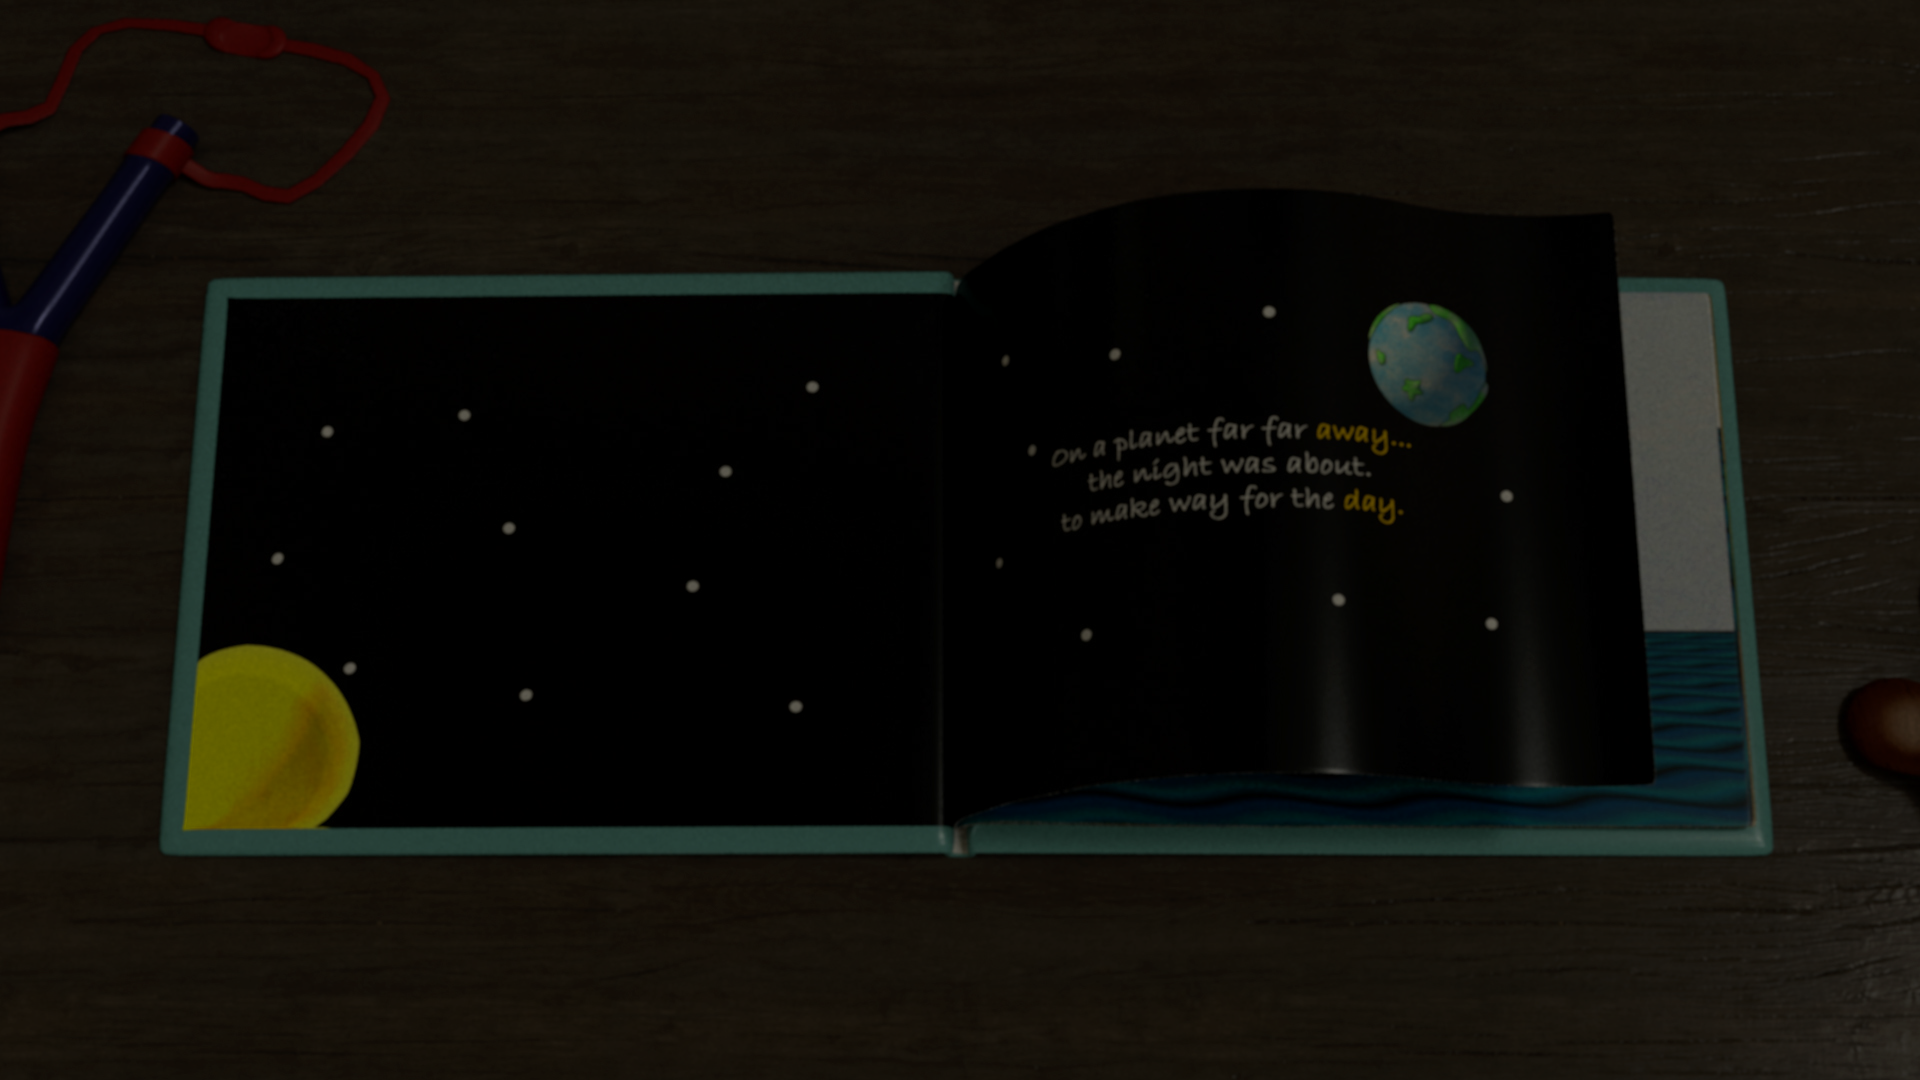 On a planet far far away...
the night was about.
to make way for the day.